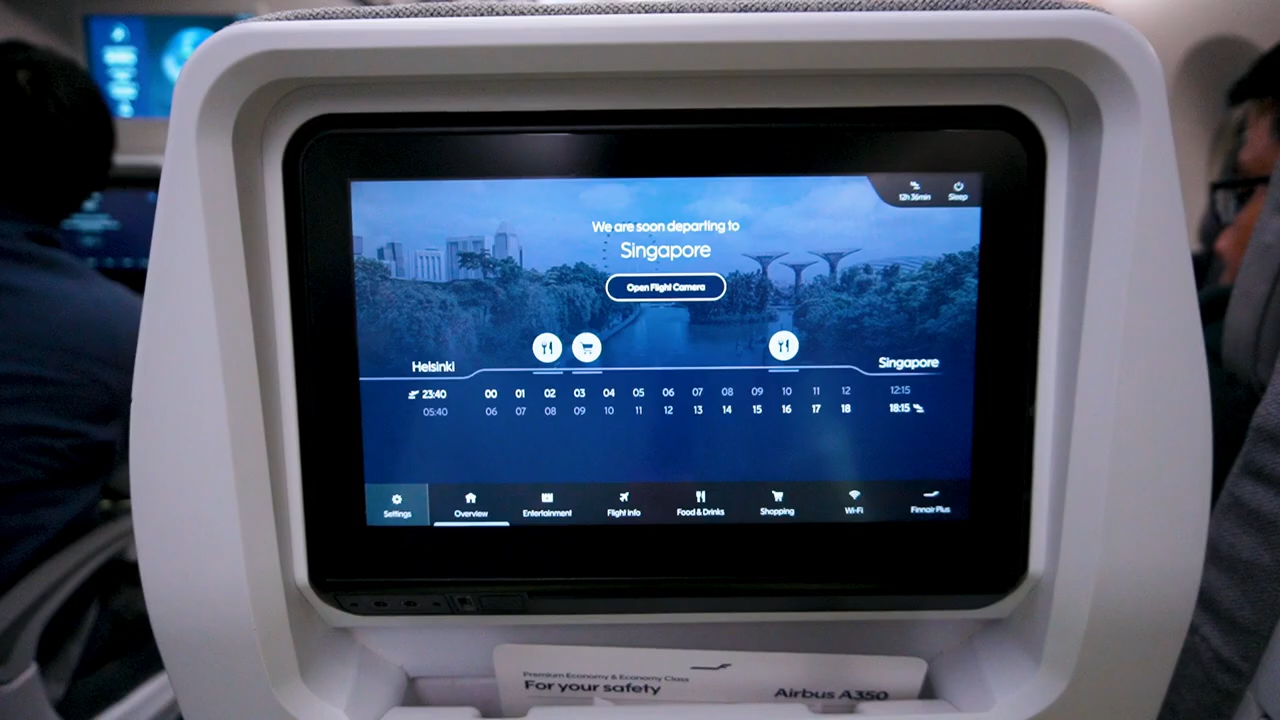 12h 36min Sleep
We are soon departing to
Singapore
Open Flight Camera
Helsinki
Singapore
23:40 00 01 02 03 04 05 06 07 08 09 10 11 12 12:15
05:40 06 07 08 09 10 11 12 13 14 15 16 17 18 18:15
Settings Overview Entertainment Flight Info Food & Drinks Shopping Wi-Fi Finnair Plus
Premium Economy & Economy Class
For your safety
Airbus A350